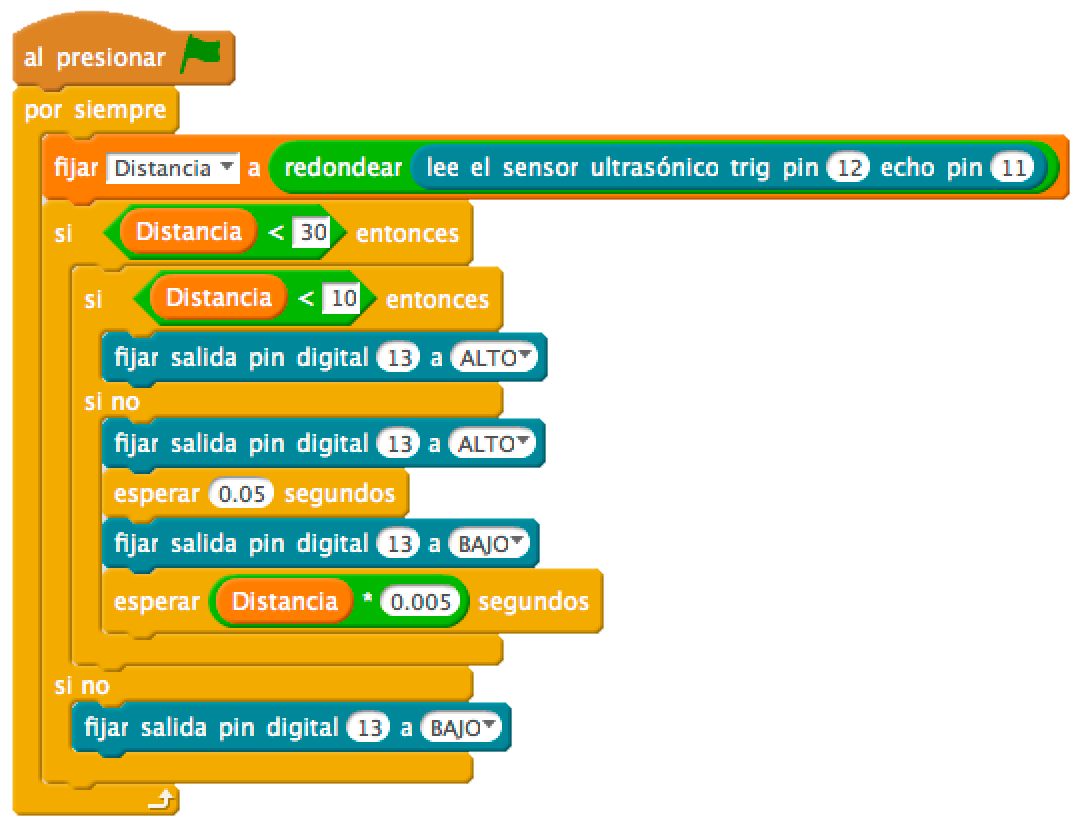 al presionar
por siempre
fijar Distancia a redondear lee el sensor ultrasónico trig pin 12 echo pin 11
si Distancia < 30 entonces
si Distancia < 10 entonces
fijar salida pin digital 13 a ALTO
si no
fijar salida pin digital 13 a ALTO
esperar 0.05 segundos
fijar salida pin digital 13 a BAJO
esperar Distancia * 0.005 segundos
si no
fijar salida pin digital 13 a BAJO